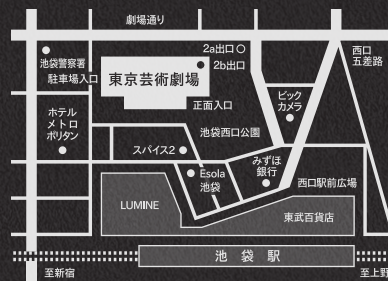 劇場通り
2a出口
2b出口
西口
五差路
池袋警察署
駐車場入口
東京芸術劇場
正面入口
ビック
カメラ
ホテル
メトロ
ポリタン
池袋西口公園
スパイス2
みずほ
銀行
Esola
池袋
西口駅前広場
LUMINE
東武百貨店
池袋駅
至新宿
至上野